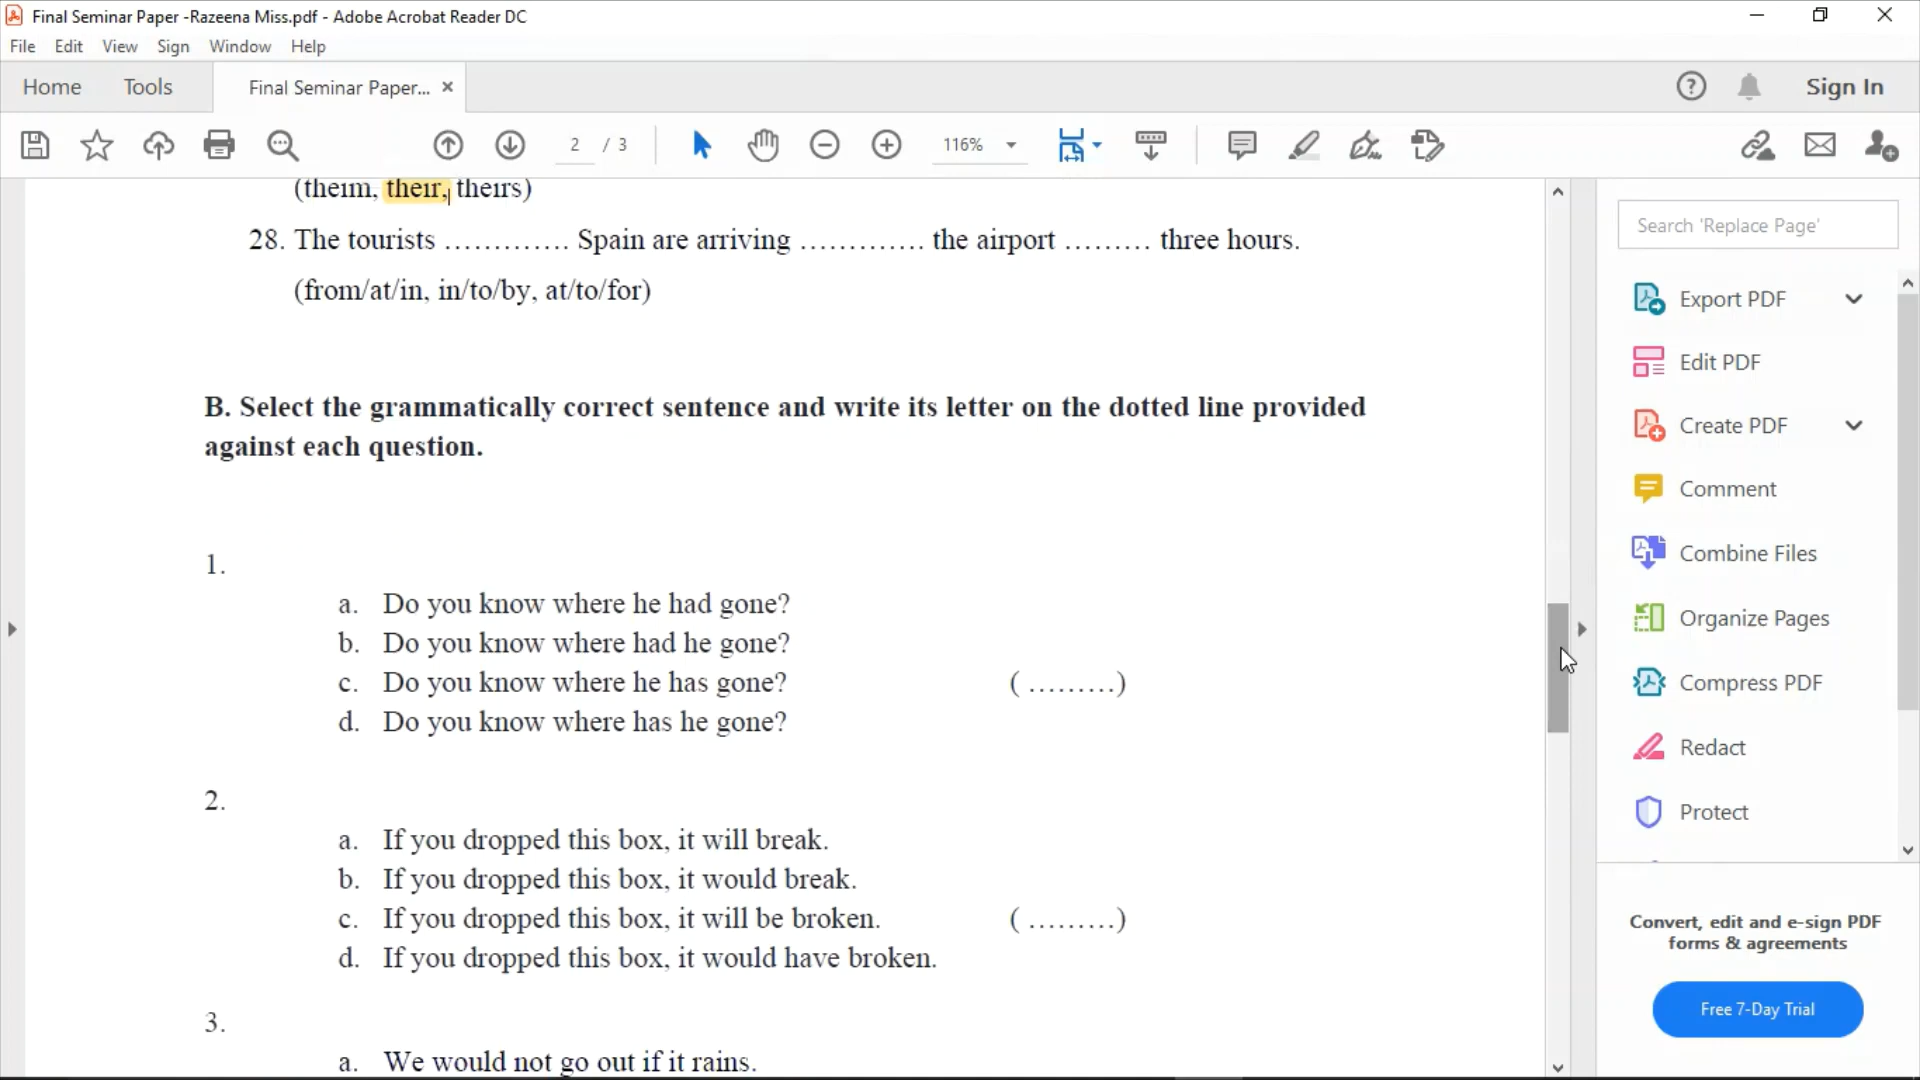 Final Seminar Paper -Razeena Miss.pdf - Adobe Acrobat Reader DC
File Edit View Sign Window Help
Home Tools Final Seminar Paper... × Sign In
2 / 3 116%
(theim, their, theirs)
28. The tourists ............. Spain are arriving ............. the airport ......... three hours.
(from/at/in, in/to/by, at/to/for)
B. Select the grammatically correct sentence and write its letter on the dotted line provided
against each question.
1.
a. Do you know where he had gone?
b. Do you know where had he gone?
c. Do you know where he has gone? ( .........)
d. Do you know where has he gone?
2.
a. If you dropped this box, it will break.
b. If you dropped this box, it would break.
c. If you dropped this box, it will be broken. ( .........)
d. If you dropped this box, it would have broken.
3.
a. We would not go out if it rains.
Search 'Replace Page'
Export PDF
Edit PDF
Create PDF
Comment
Combine Files
Organize Pages
Compress PDF
Redact
Protect
Convert, edit and e-sign PDF
forms & agreements
Free 7-Day Trial